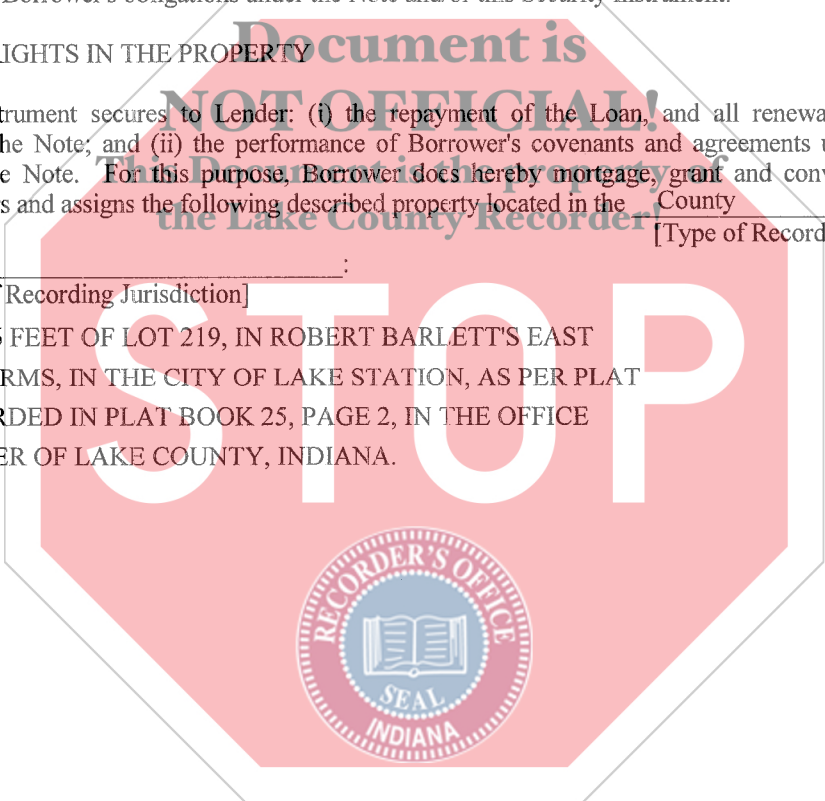 Borrower's obligations under the Note and/or this Security Instrument.
Document is
RIGHTS IN THE PROPERTY
NOT OFFICIAL!
trument secures to Lender: (i) the repayment of the Loan, and all renewa
he Note; and (ii) the performance of Borrower's covenants and agreements u
This Document is the property of
e Note. For this purpose, Borrower does hereby mortgage, grant and conv
s and assigns the following described property located in the County
the Lake County Recorder!
[Type of Record
:
Recording Jurisdiction]
5 FEET OF LOT 219, IN ROBERT BARLETT'S EAST
RMS, IN THE CITY OF LAKE STATION, AS PER PLAT
RDED IN PLAT BOOK 25, PAGE 2, IN THE OFFICE
ER OF LAKE COUNTY, INDIANA.
STOP
RECORDER'S OFFICE
SEAL
INDIANA